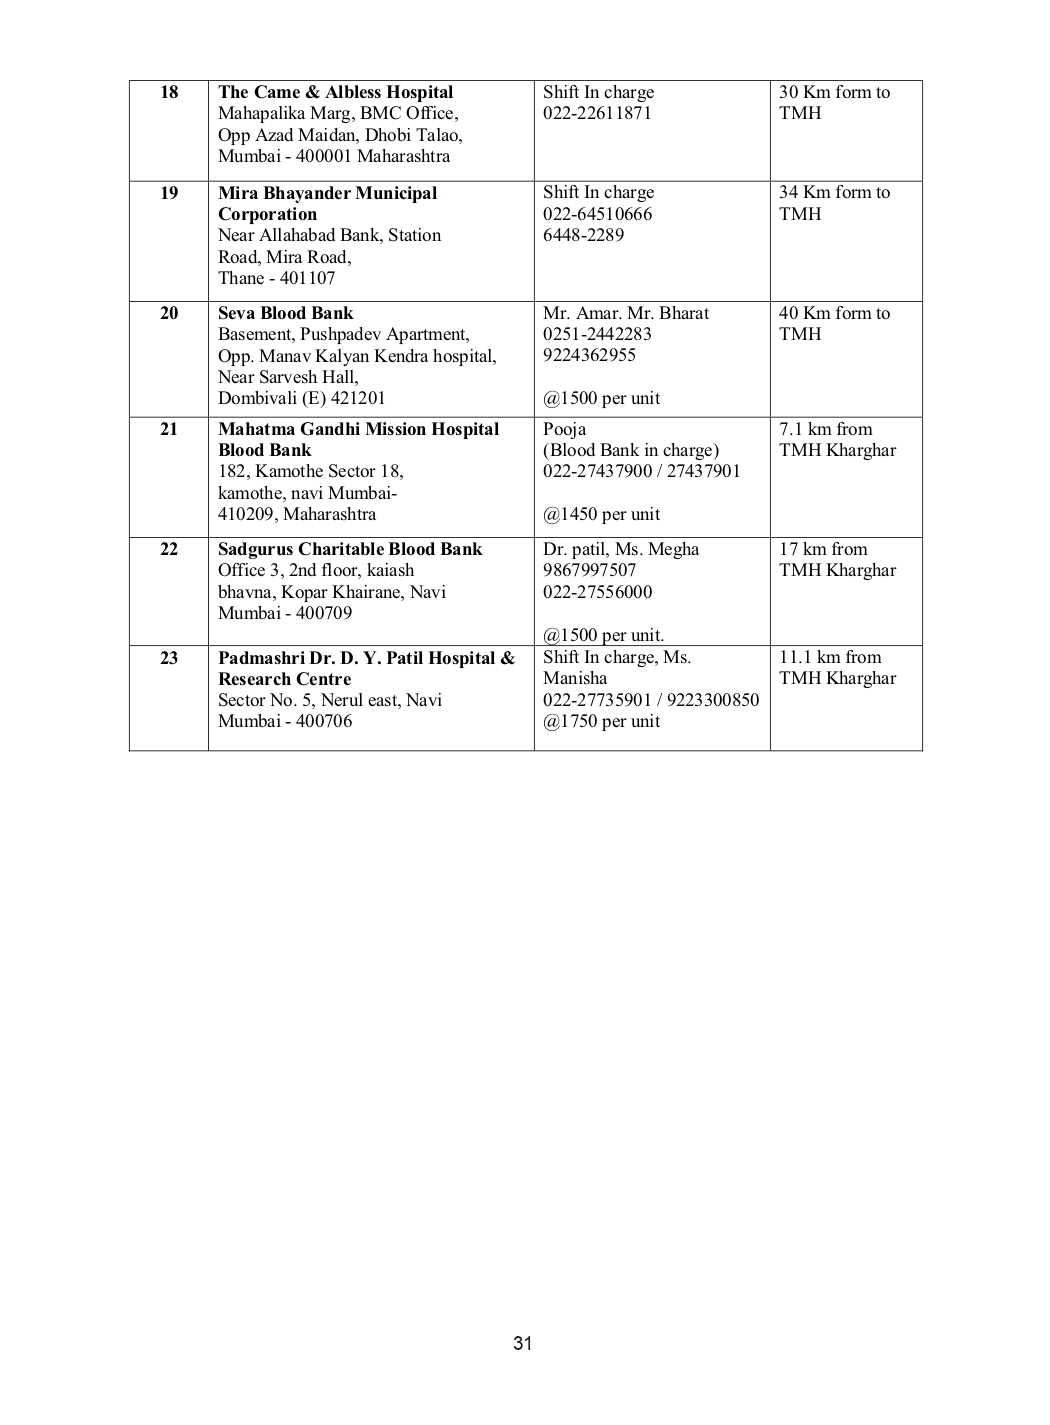 18
The Came & Albless Hospital
Mahapalika Marg, BMC Office,
Opp Azad Maidan, Dhobi Talao,
Mumbai - 400001 Maharashtra
Shift In charge
022-22611871
30 Km form to
TMH
19
Mira Bhayander Municipal
Corporation
Near Allahabad Bank, Station
Road, Mira Road,
Thane - 401107
Shift In charge
022-64510666
6448-2289
34 Km form to
TMH
20
Seva Blood Bank
Basement, Pushpadev Apartment,
Opp. Manav Kalyan Kendra hospital,
Near Sarvesh Hall,
Dombivali (E) 421201
Mr. Amar. Mr. Bharat
0251-2442283
9224362955
@1500 per unit
40 Km form to
TMH
21
Mahatma Gandhi Mission Hospital
Blood Bank
182, Kamothe Sector 18,
kamothe, navi Mumbai-
410209, Maharashtra
Pooja
(Blood Bank in charge)
022-27437900 / 27437901
@1450 per unit
7.1 km from
TMH Kharghar
22
Sadgurus Charitable Blood Bank
Office 3, 2nd floor, kaiash
bhavna, Kopar Khairane, Navi
Mumbai - 400709
Dr. patil, Ms. Megha
9867997507
022-27556000
@1500 per unit.
17 km from
TMH Kharghar
23
Padmashri Dr. D. Y. Patil Hospital &
Research Centre
Sector No. 5, Nerul east, Navi
Mumbai - 400706
Shift In charge, Ms.
Manisha
022-27735901 / 9223300850
@1750 per unit
11.1 km from
TMH Kharghar
31